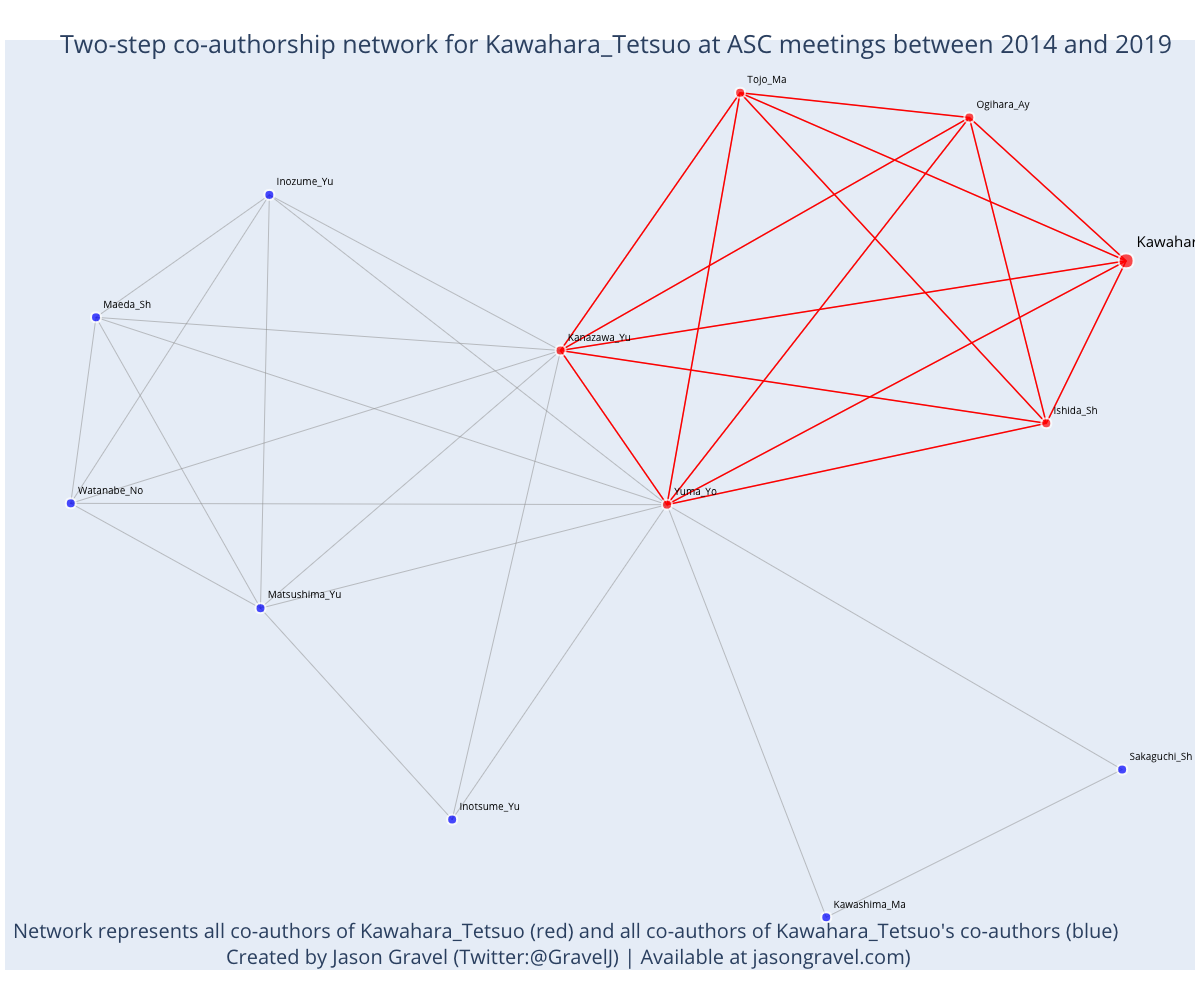 Two-step co-authorship network for Kawahara_Tetsuo at ASC meetings between 2014 and 2019
Tojo_Ma
Ogihara_Ay
Inozume_Yu
Kawahar
Maeda_Sh
Kanazawa_Yu
Ishida_Sh
Watanabe_No
Yuma_Yo
Matsushima_Yu
Sakaguchi_Sh
Inotsume_Yu
Kawashima_Ma
Network represents all co-authors of Kawahara_Tetsuo (red) and all co-authors of Kawahara_Tetsuo's co-authors (blue)
Created by Jason Gravel (Twitter:@GravelJ) | Available at jasongravel.com)